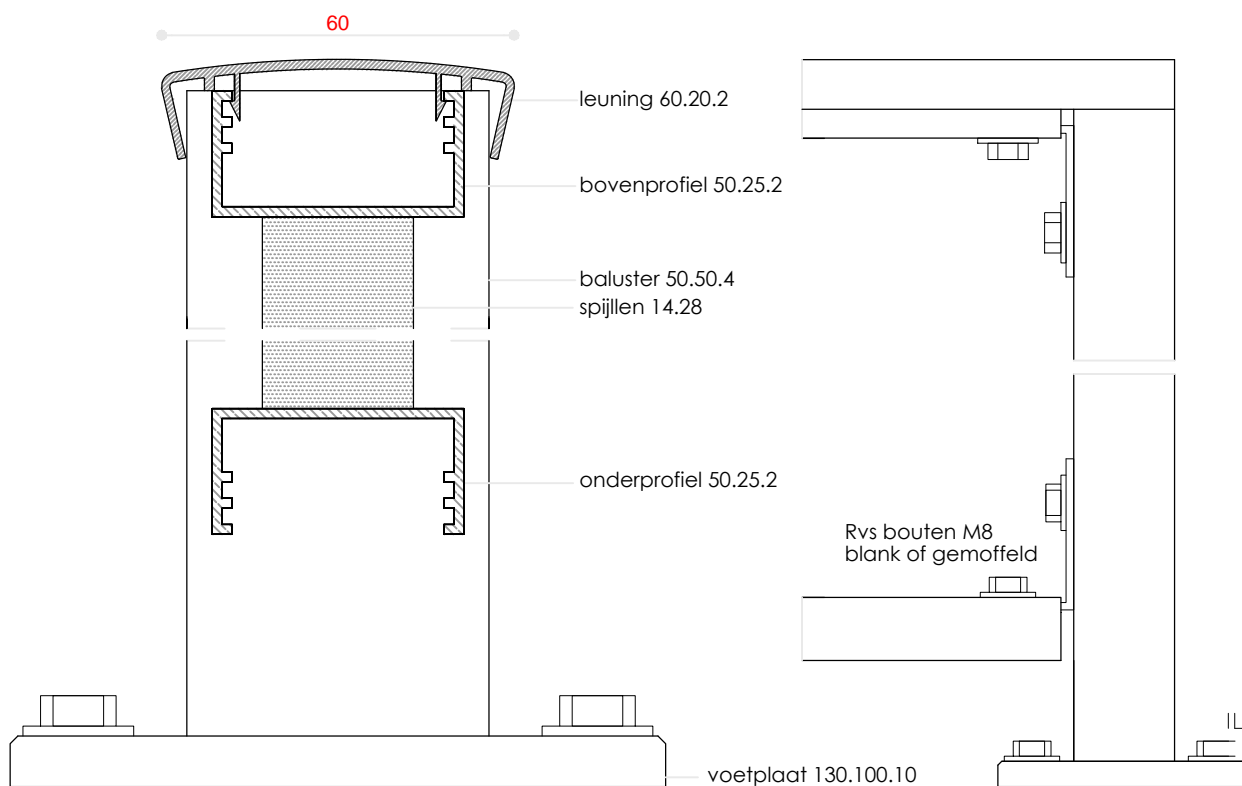 60
leuning 60.20.2
bovenprofiel 50.25.2
baluster 50.50.4
spijllen 14.28
onderprofiel 50.25.2
Rvs bouten M8
blank of gemoffeld
voetplaat 130.100.10